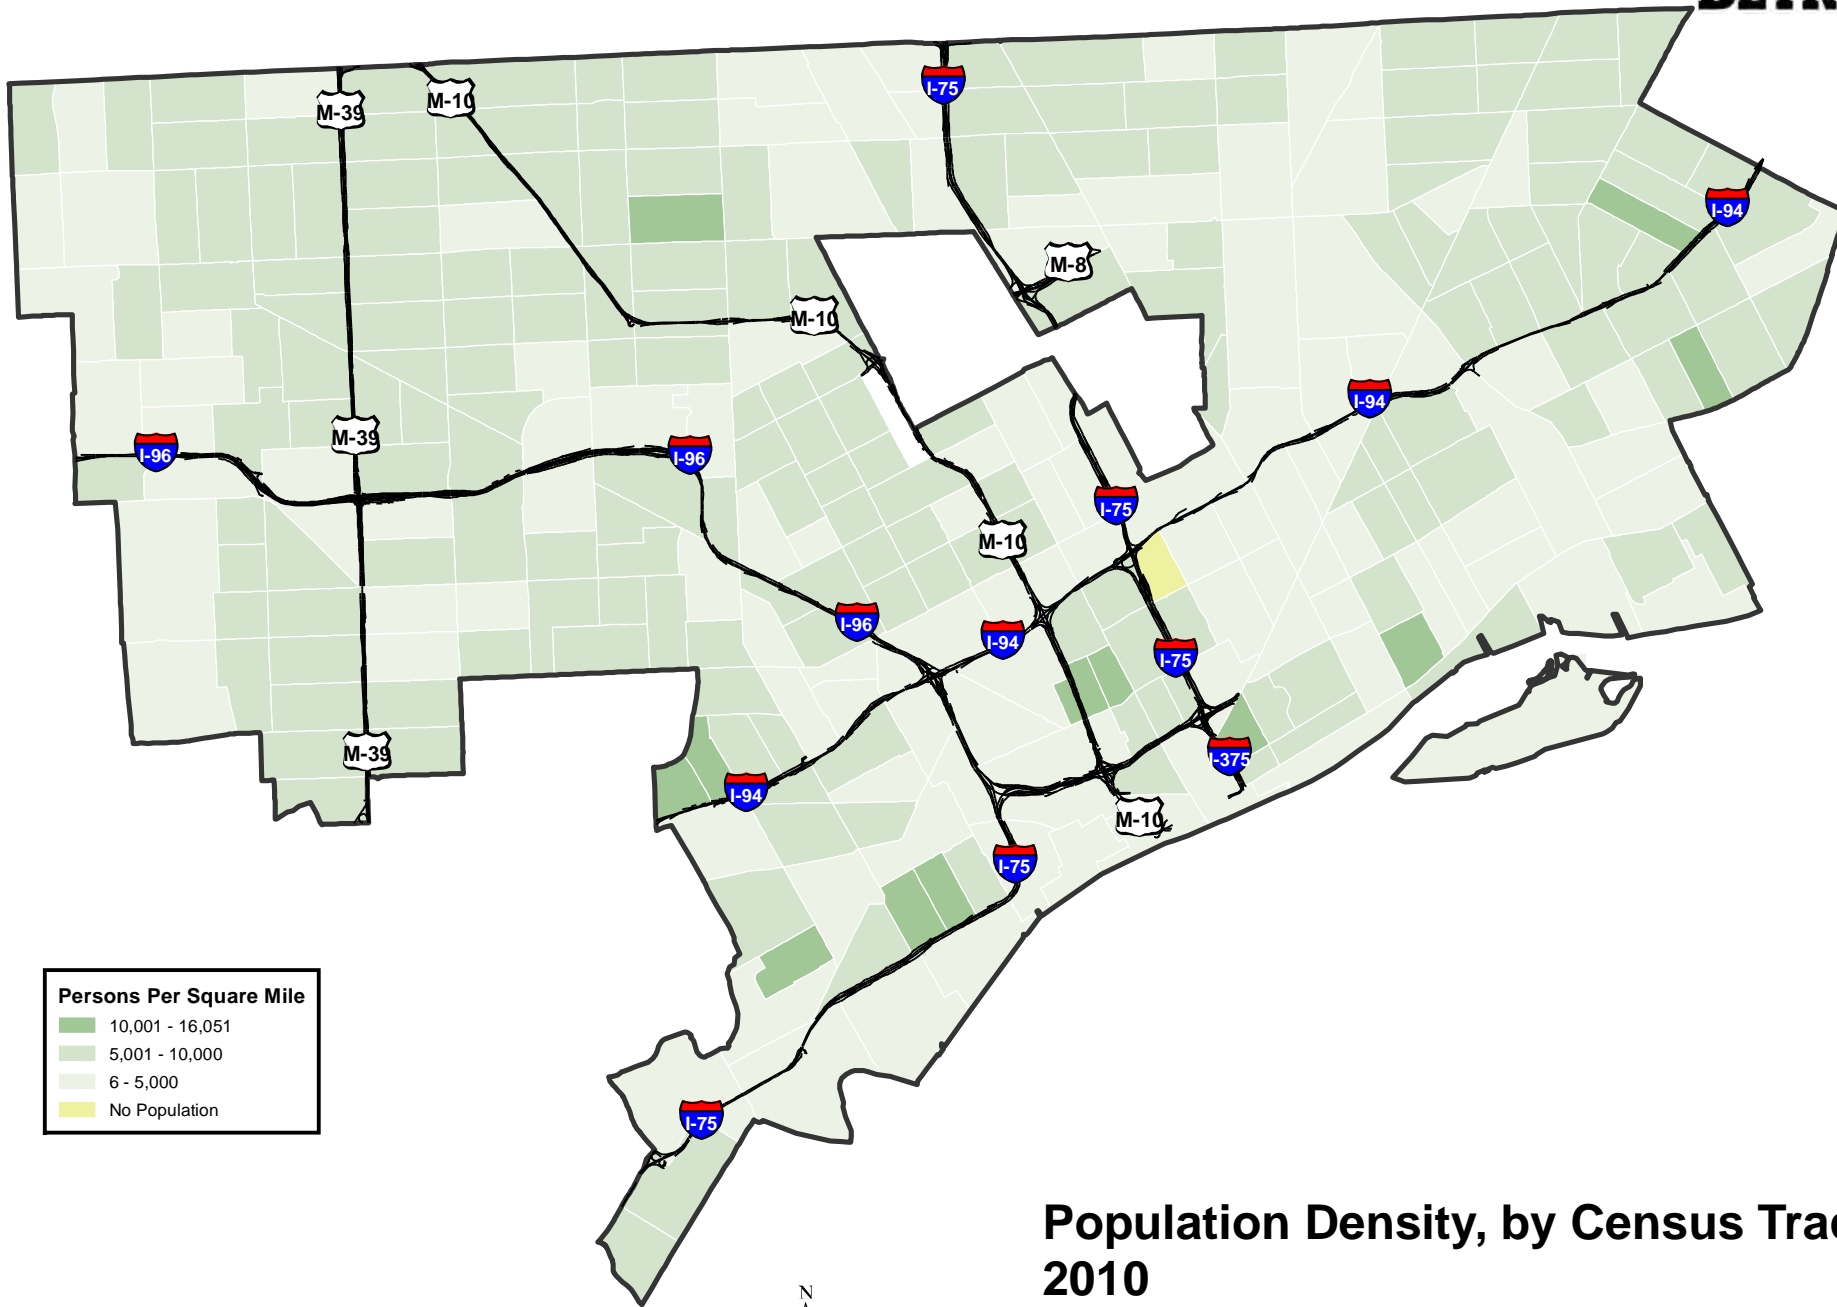 M-39
M-10
I-75
I-94
M-8
M-10
I-94
M-39
I-96
I-96
I-75
M-10
I-96
I-94
I-75
M-39
I-375
I-94
M-10
I-75
Persons Per Square Mile
10,001 - 16,051
5,001 - 10,000
6 - 5,000
No Population
I-75
Population Density, by Census Trac
2010
N